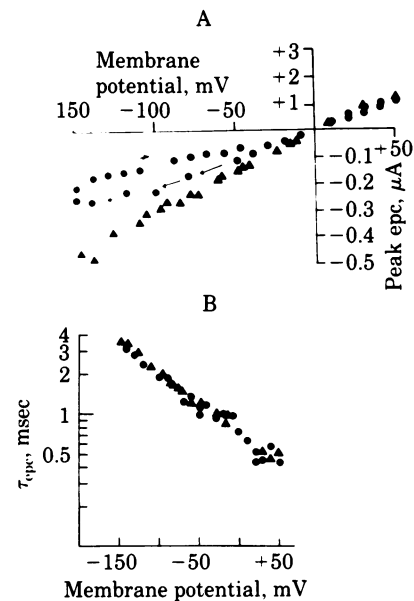 A
Membrane
potential, mV
150 −100 −50
+3
+2
+1
+50
−0.1
−0.2
−0.3
−0.4
−0.5
Peak epc, μA
B
4
3
2
1
0.5
τepc, msec
−150 −50 +50
Membrane potential, mV